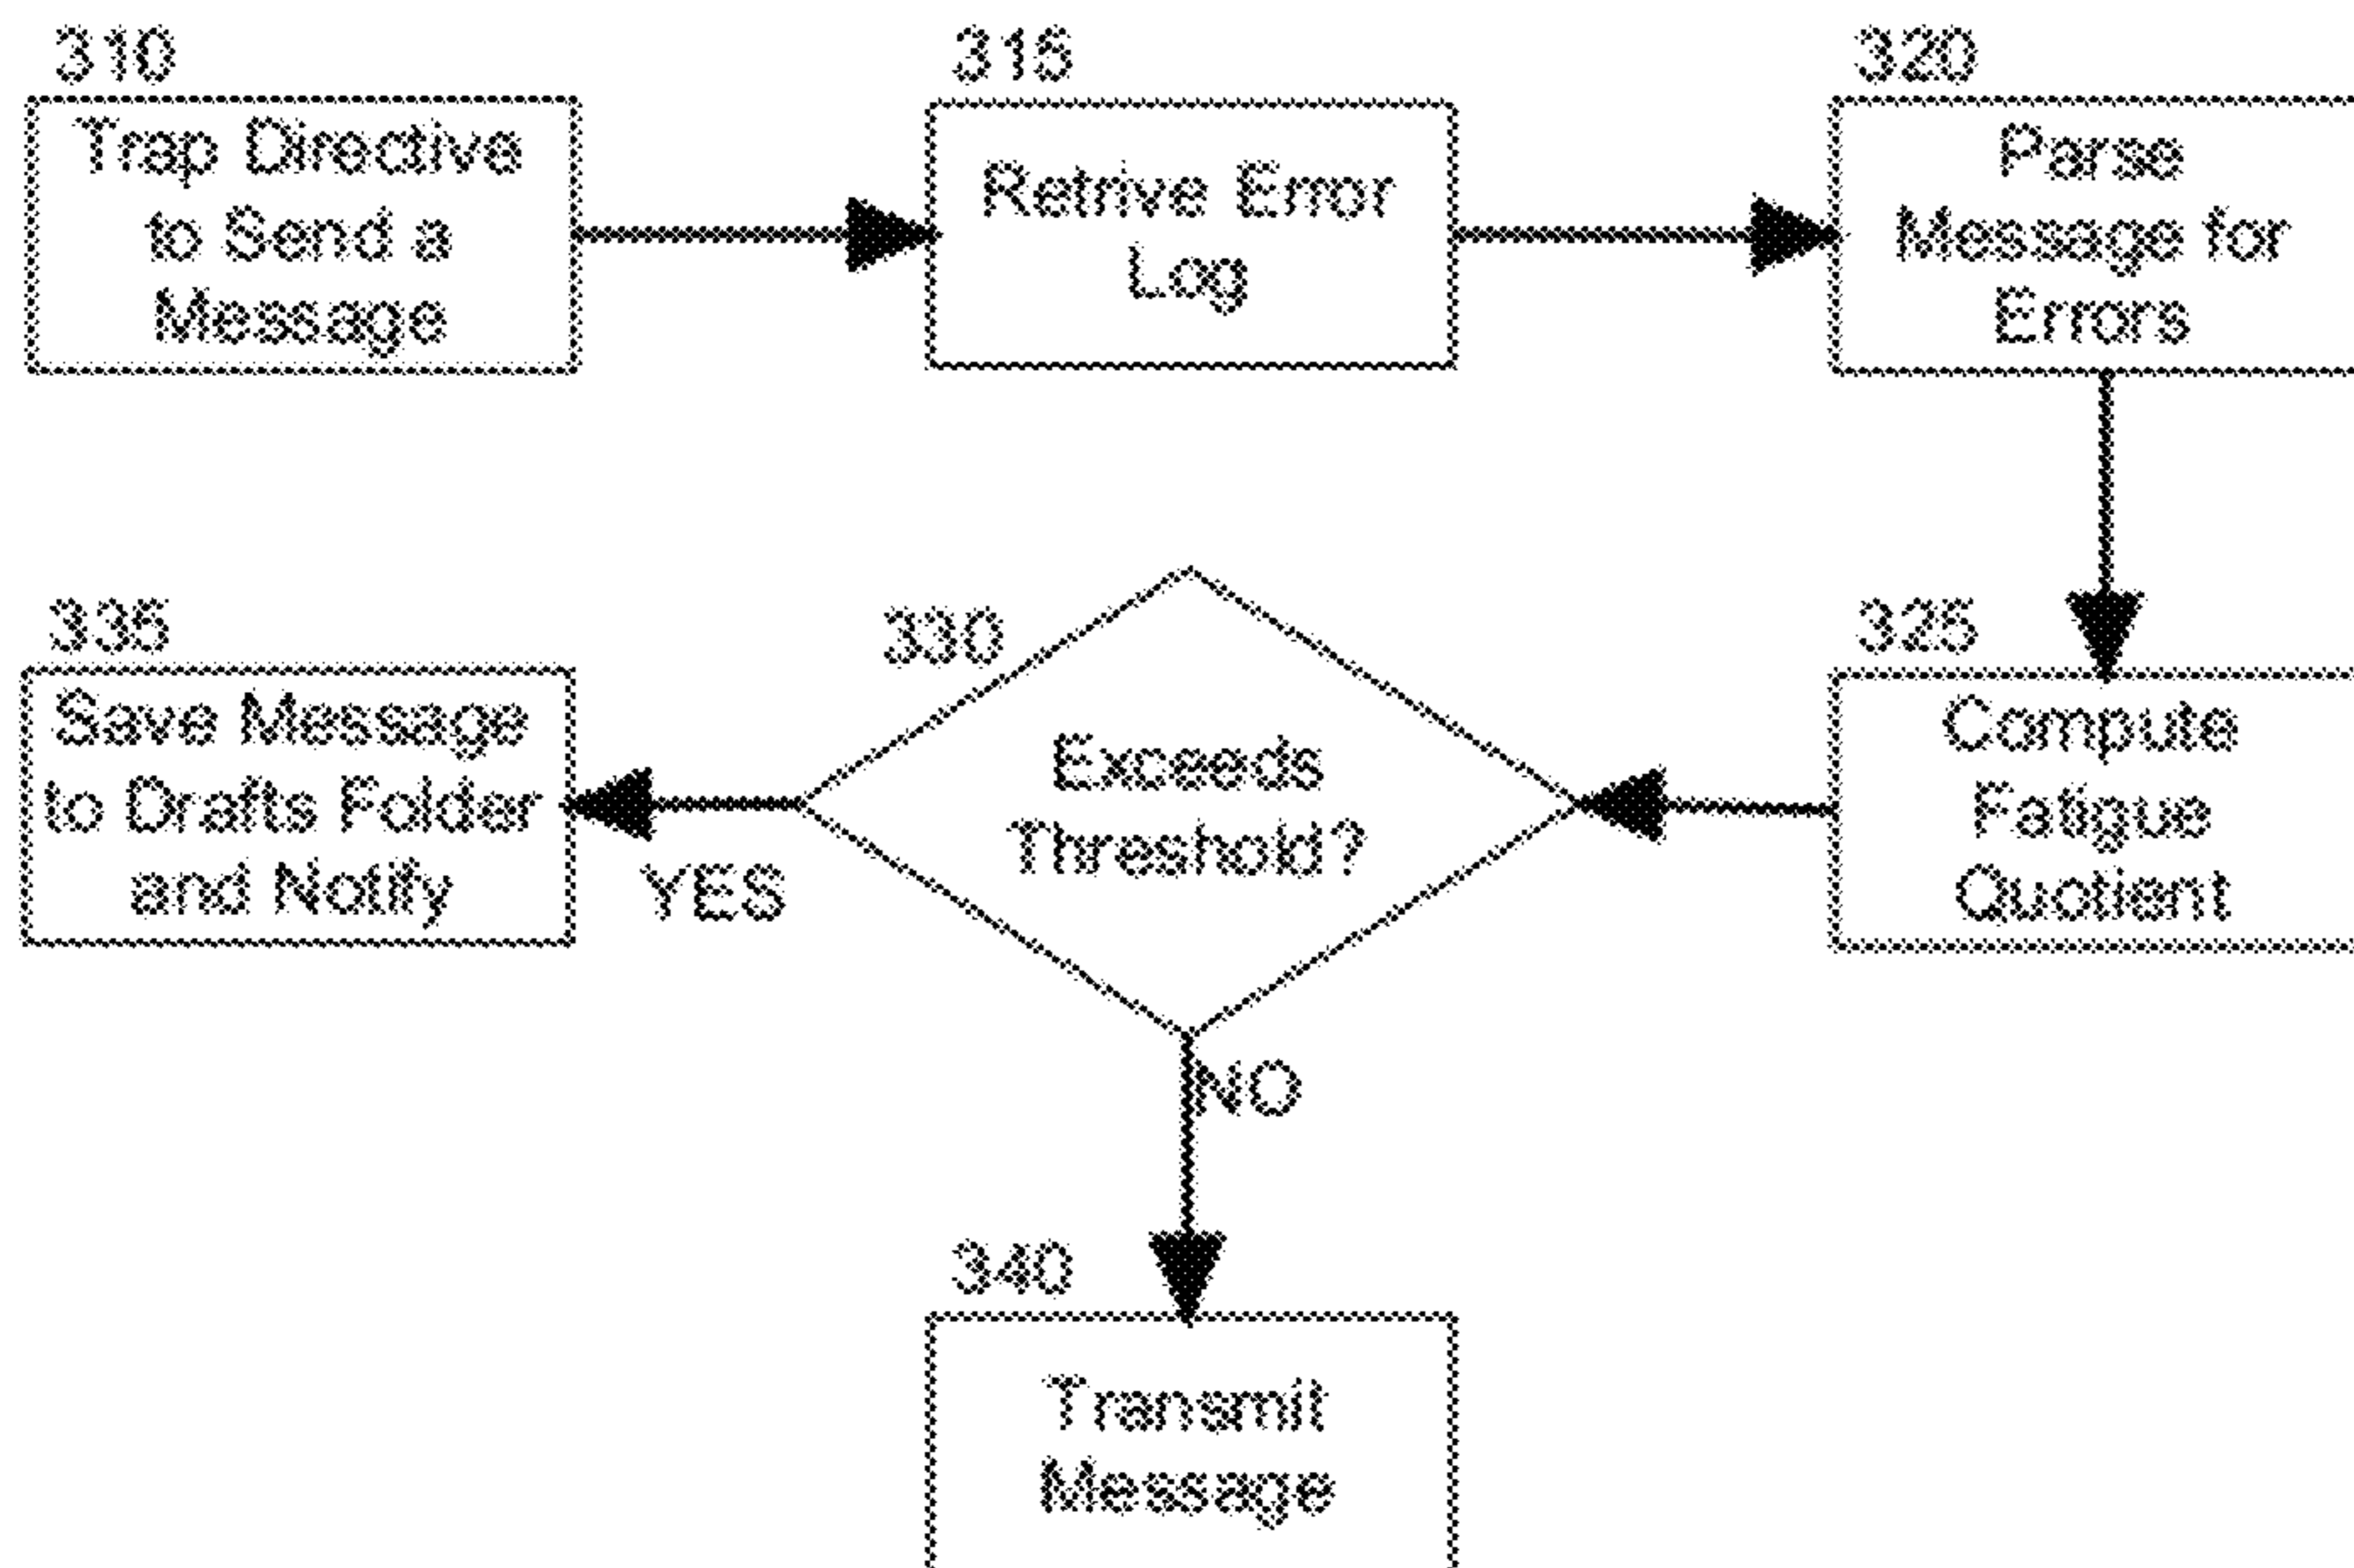 310
Trap Directive
to Send a
Message
315
Retrive Error
Log
320
Parse
Message for
Errors
325
Compute
Fatigue
Quotient
330
Exceeds
Threshold?
YES
335
Save Message
to Drafts Folder
and Notify
NO
340
Transmit
Message